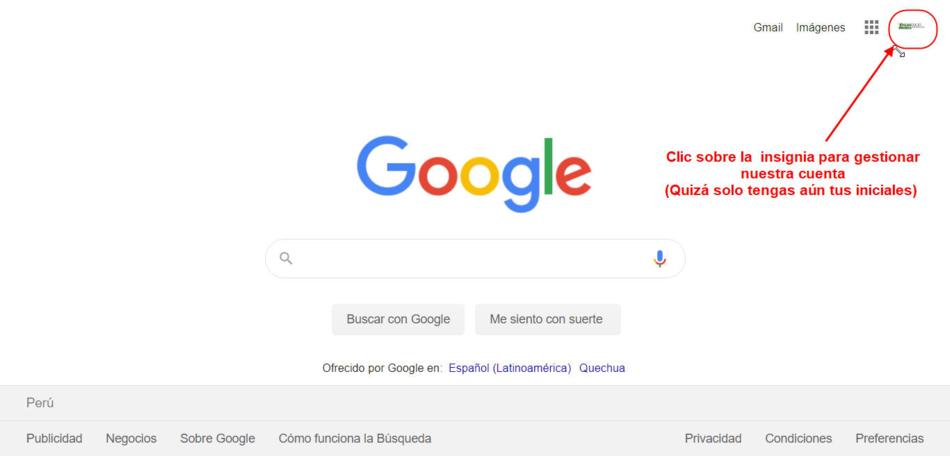 Gmail Imágenes
Clic sobre la insignia para gestionar
nuestra cuenta
(Quizá solo tengas aún tus iniciales)
Google
Buscar con Google Me siento con suerte
Ofrecido por Google en: Español (Latinoamérica) Quechua
Perú
Publicidad Negocios Sobre Google Cómo funciona la Búsqueda Privacidad Condiciones Preferencias